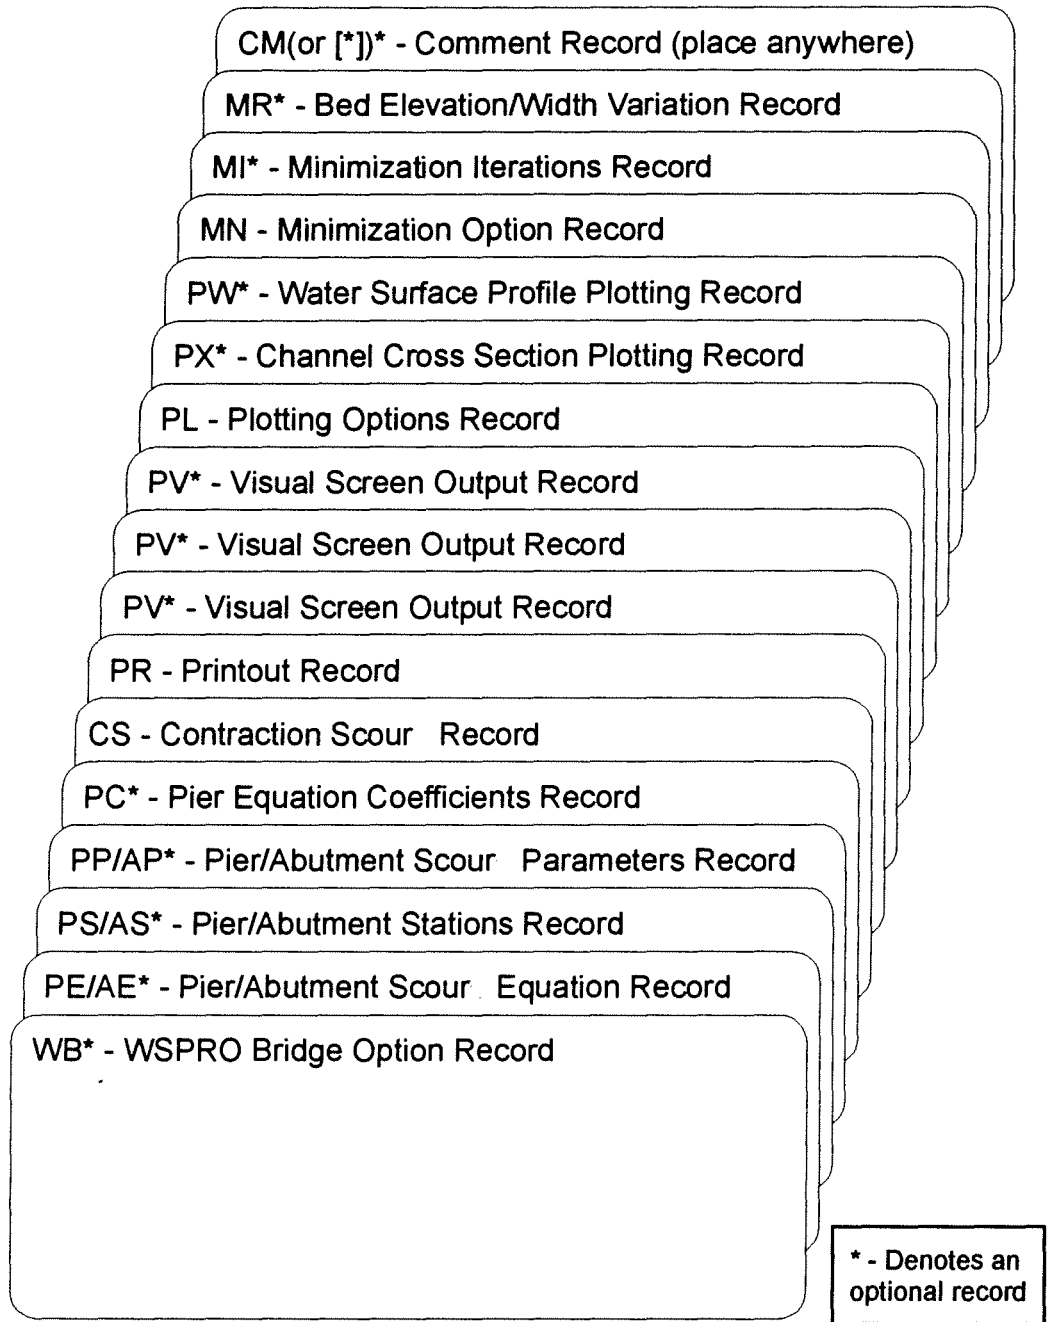 CM(or [*])* - Comment Record (place anywhere)
MR* - Bed Elevation/Width Variation Record
MI* - Minimization Iterations Record
MN - Minimization Option Record
PW* - Water Surface Profile Plotting Record
PX* - Channel Cross Section Plotting Record
PL - Plotting Options Record
PV* - Visual Screen Output Record
PV* - Visual Screen Output Record
PV* - Visual Screen Output Record
PR - Printout Record
CS - Contraction Scour Record
PC* - Pier Equation Coefficients Record
PP/AP* - Pier/Abutment Scour Parameters Record
PS/AS* - Pier/Abutment Stations Record
PE/AE* - Pier/Abutment Scour Equation Record
WB* - WSPRO Bridge Option Record
* - Denotes an
optional record